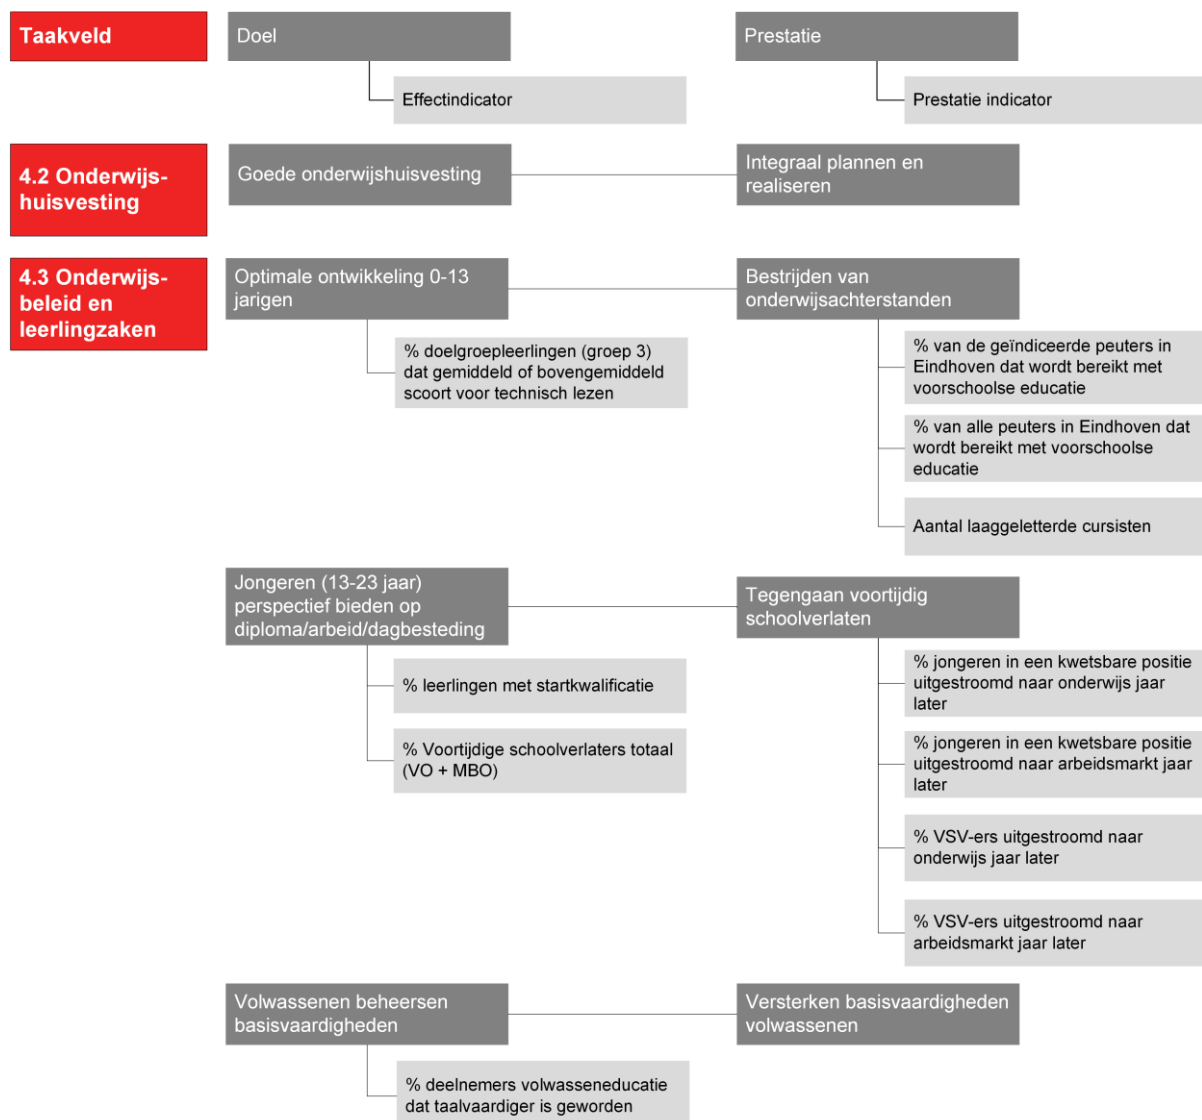 Taakveld
Doel
Prestatie
Effectindicator
Prestatie indicator
4.2 Onderwijs-
huisvesting
Goede onderwijshuisvesting
Integraal plannen en
realiseren
4.3 Onderwijs-
beleid en
leerlingzaken
Optimale ontwikkeling 0-13
jarigen
Bestrijden van
onderwijsachterstanden
% doelgroepleerlingen (groep 3)
dat gemiddeld of bovengemiddeld
scoort voor technisch lezen
% van de geïndiceerde peuters in
Eindhoven dat wordt bereikt met
voorschoolse educatie
% van alle peuters in Eindhoven dat
wordt bereikt met voorschoolse
educatie
Aantal laaggeletterde cursisten
Jongeren (13-23 jaar)
perspectief bieden op
diploma/arbeid/dagbesteding
Tegengaan voortijdig
schoolverlaten
% leerlingen met startkwalificatie
% Voortijdige schoolverlaters totaal
(VO + MBO)
% jongeren in een kwetsbare positie
uitgestroomd naar onderwijs jaar
later
% jongeren in een kwetsbare positie
uitgestroomd naar arbeidsmarkt jaar
later
% VSV-ers uitgestroomd naar
onderwijs jaar later
% VSV-ers uitgestroomd naar
arbeidsmarkt jaar later
Volwassenen beheersen
basisvaardigheden
Versterken basisvaardigheden
volwassenen
% deelnemers volwasseneducatie
dat taalvaardiger is geworden